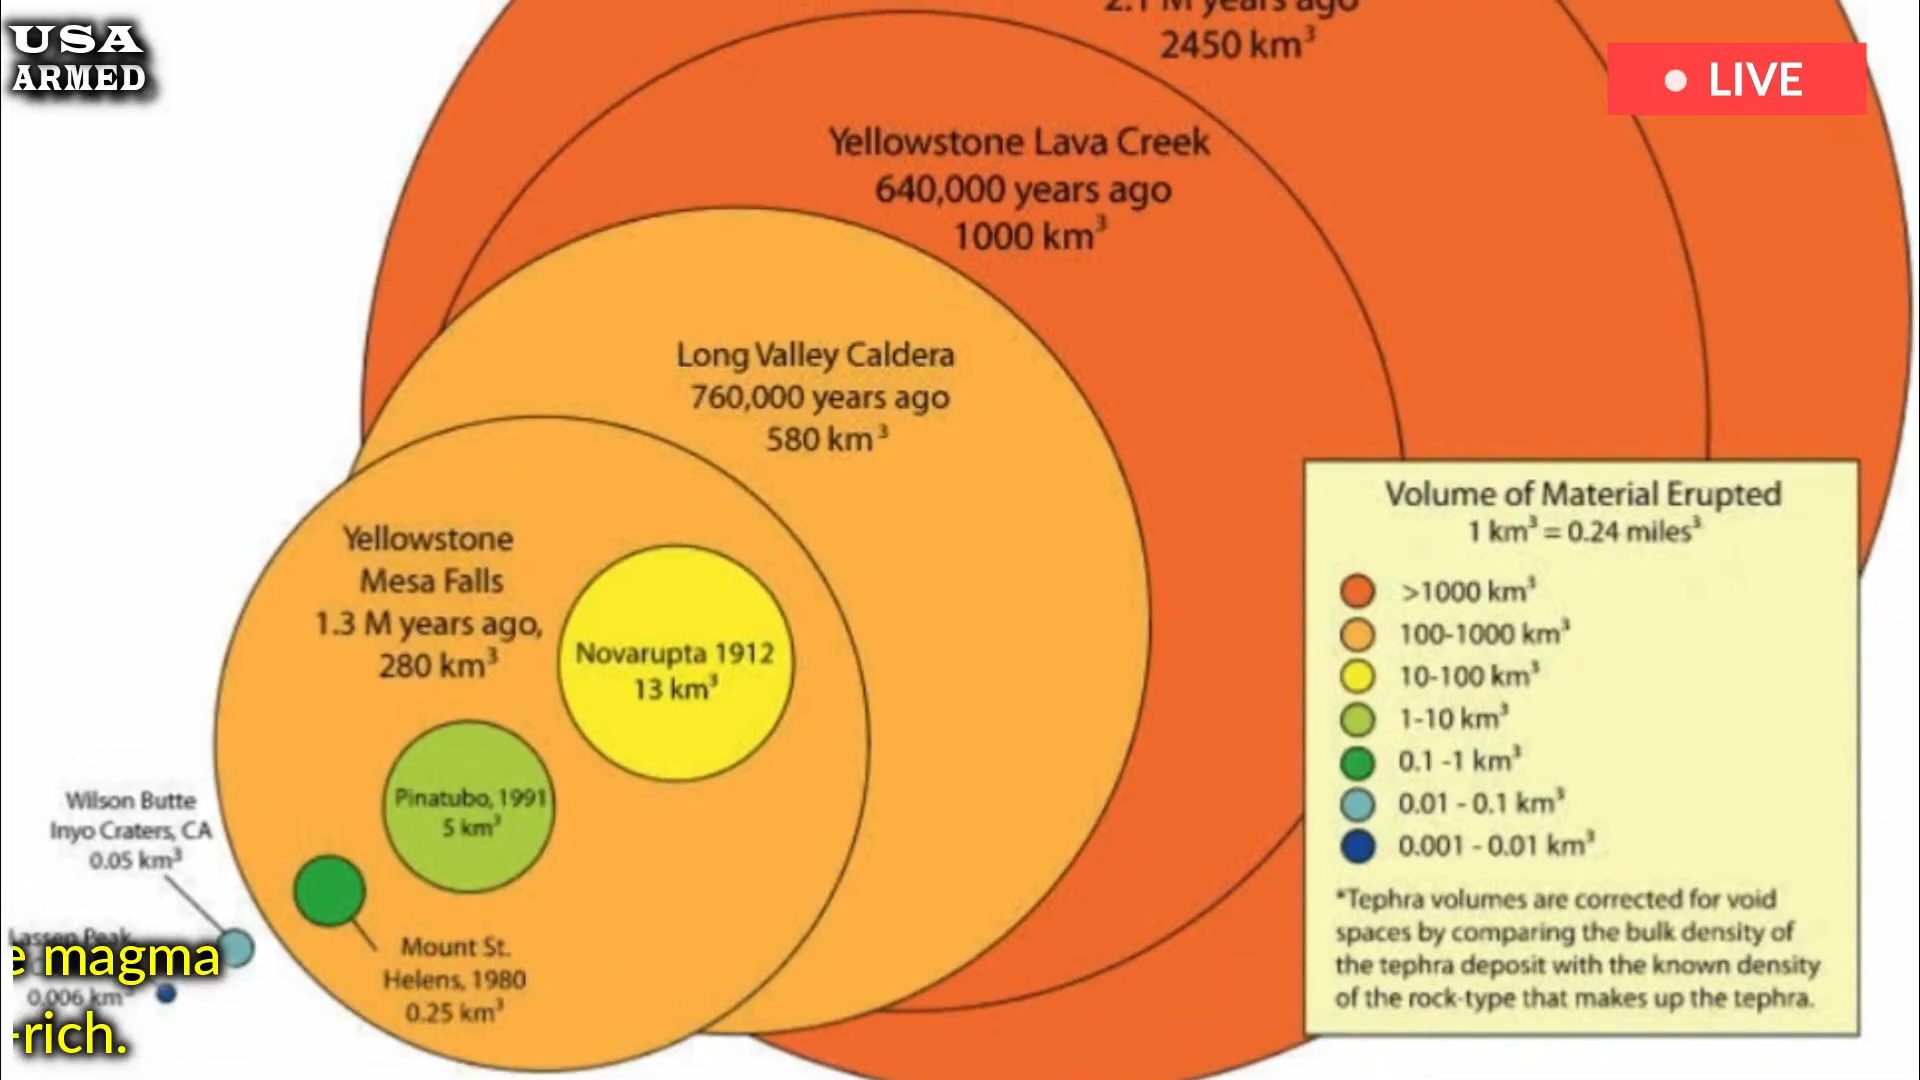 USA
ARMED
LIVE
2.1 M years ago
2450 km³
Yellowstone Lava Creek
640,000 years ago
1000 km³
Long Valley Caldera
760,000 years ago
580 km³
Yellowstone
Mesa Falls
1.3 M years ago,
280 km³
Novarupta 1912
13 km³
Pinatubo, 1991
5 km³
Wilson Butte
Inyo Craters, CA
0.05 km³
Mount St.
Helens, 1980
0.25 km³
Lassen Peak
0.006 km³
e magma
-rich.
Volume of Material Erupted
1 km³ = 0.24 miles³
>1000 km³
100-1000 km³
10-100 km³
1-10 km³
0.1 -1 km³
0.01 - 0.1 km³
0.001 - 0.01 km³
*Tephra volumes are corrected for void
spaces by comparing the bulk density of
the tephra deposit with the known density
of the rock-type that makes up the tephra.